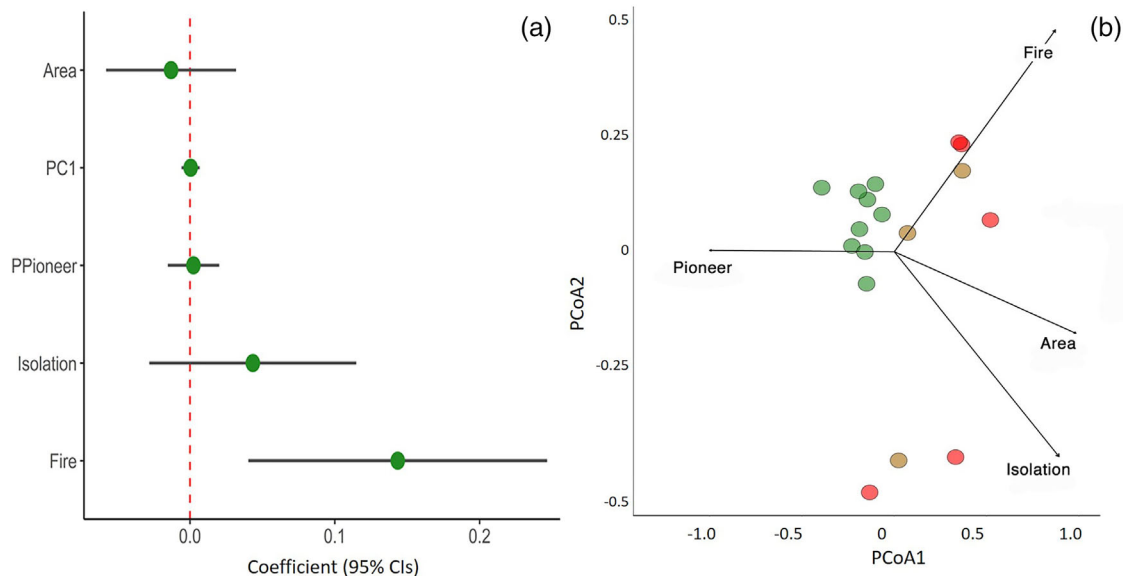 (a)
Area
PC1
PPioneer
Isolation
Fire
0.0 0.1 0.2
Coefficient (95% CIs)
(b)
0.5
0.25
0
-0.25
-0.5
PCoA2
Fire
Pioneer
Area
Isolation
-1.0 -0.5 0 0.5 1.0
PCoA1